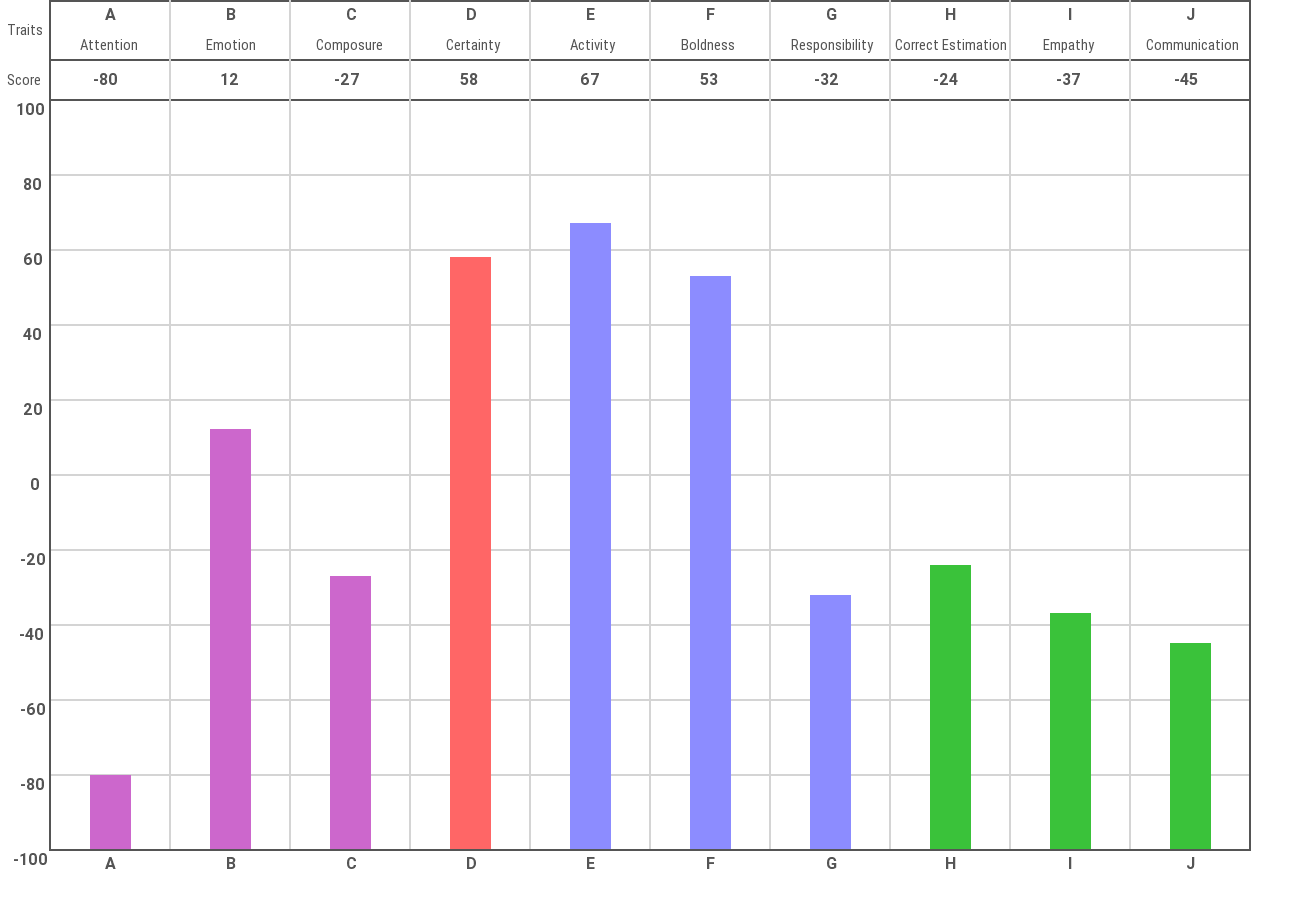 A B C D E F G H I J
Traits
Attention Emotion Composure Certainty Activity Boldness Responsibility Correct Estimation Empathy Communication
Score -80 12 -27 58 67 53 -32 -24 -37 -45
100
80
60
40
20
0
-20
-40
-60
-80
-100
A B C D E F G H I J